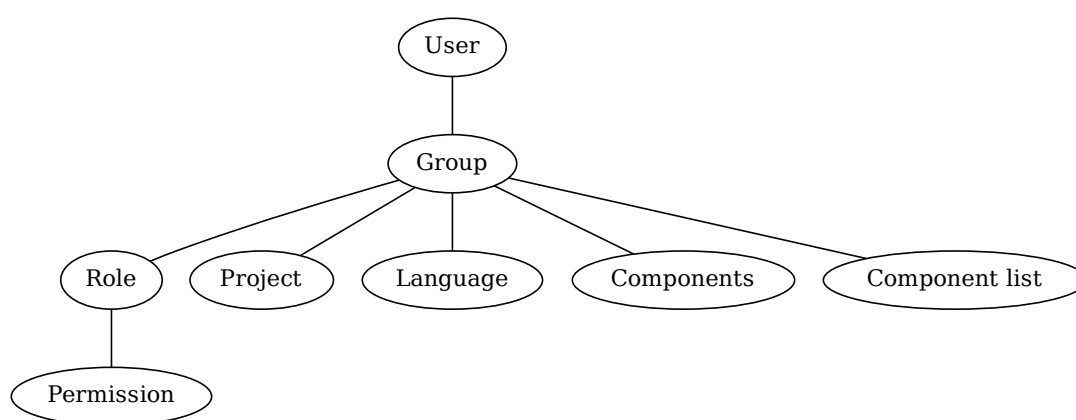 User
Group
Role
Project
Language
Components
Component list
Permission